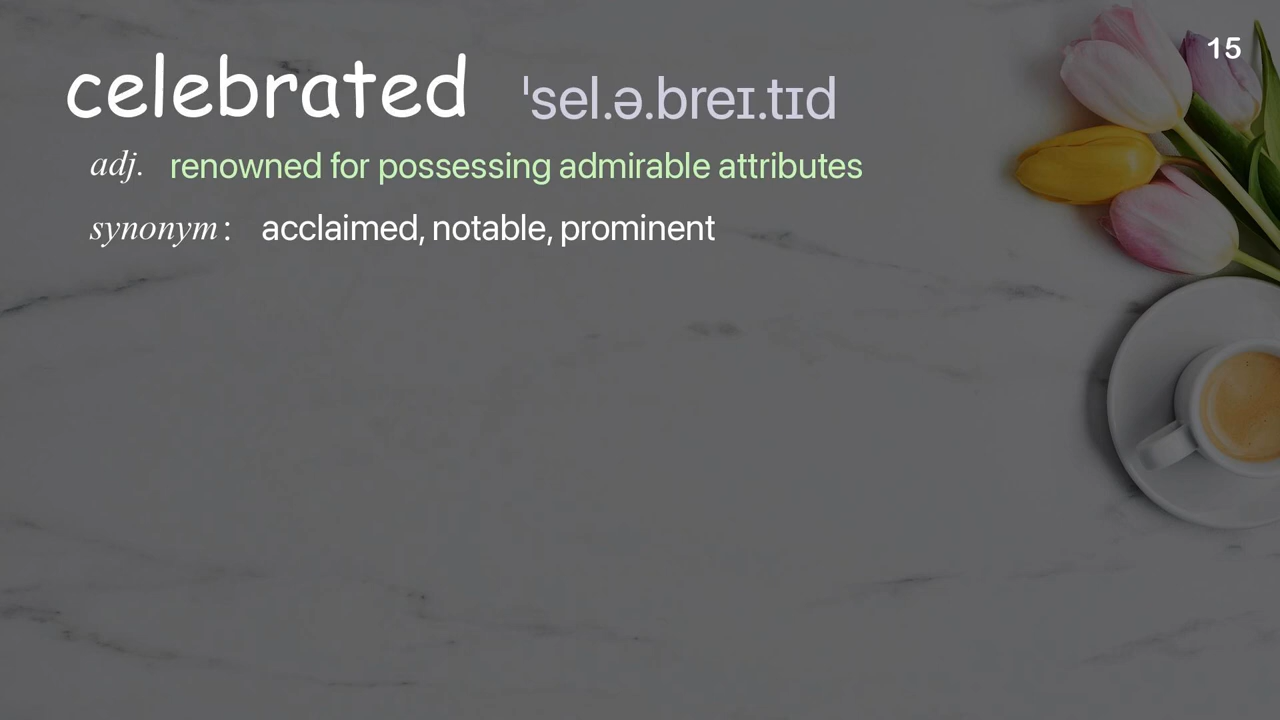 15
celebrated ˈsel.ə.breɪ.tɪd
adj. renowned for possessing admirable attributes
synonym: acclaimed, notable, prominent